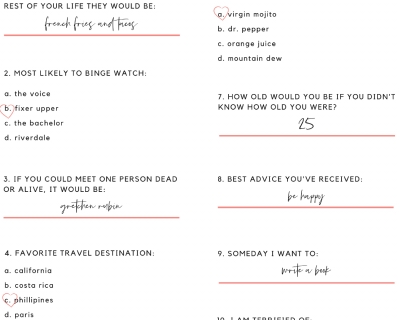 REST OF YOUR LIFE THEY WOULD BE:
french fries and tacos
2. MOST LIKELY TO BINGE WATCH:
a. the voice
b. fixer upper
c. the bachelor
d. riverdale
3. IF YOU COULD MEET ONE PERSON DEAD
OR ALIVE, IT WOULD BE:
gretchen rubin
4. FAVORITE TRAVEL DESTINATION:
a. california
b. costa rica
c. phillipines
d. paris
a. virgin mojito
b. dr. pepper
c. orange juice
d. mountain dew
7. HOW OLD WOULD YOU BE IF YOU DIDN'T
KNOW HOW OLD YOU WERE?
25
8. BEST ADVICE YOU'VE RECEIVED:
be happy
9. SOMEDAY I WANT TO:
write a book
10. I AM TERRIFIED OF: